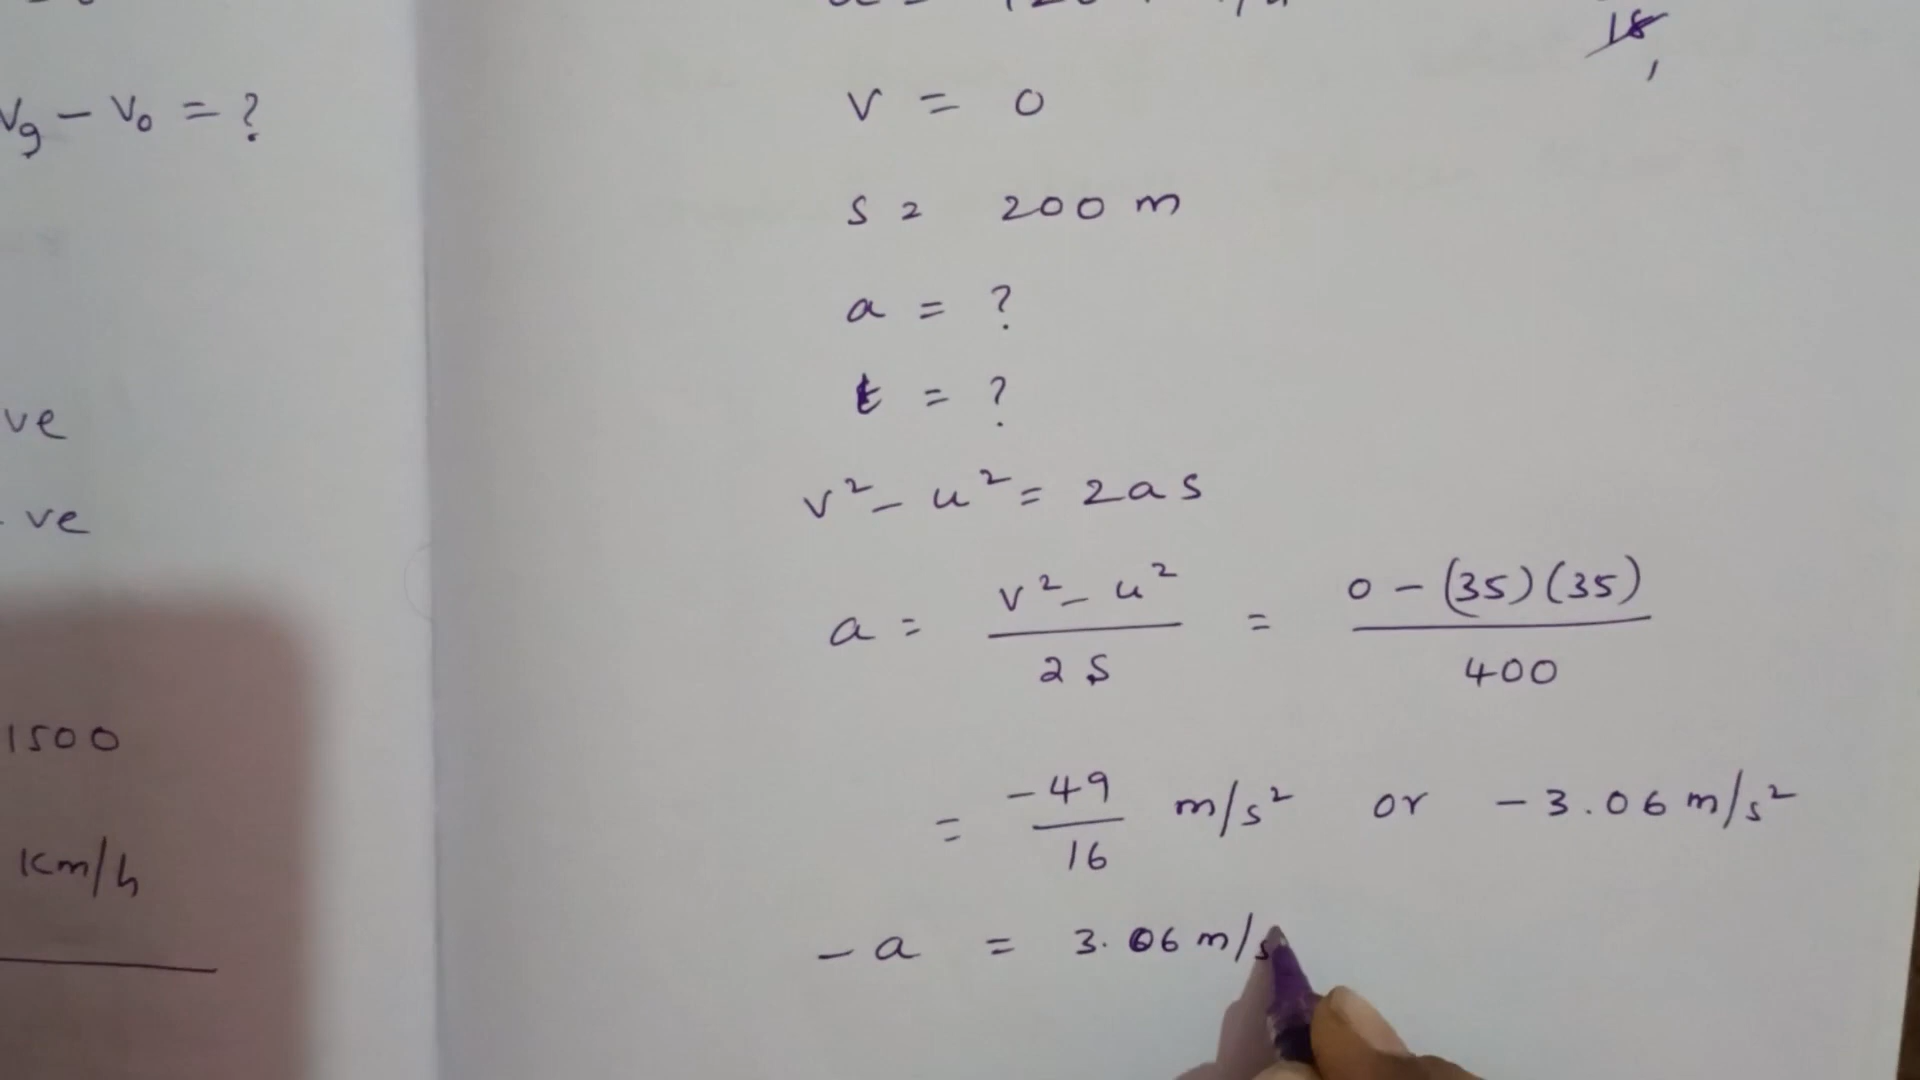 Vg - Vo = ?
ve
- ve
1500
km/h
18
1
v = 0
s = 200 m
a = ?
t = ?
v² - u² = 2as
a = v² - u² / 2s = 0 - (35)(35) / 400
= -49 / 16 m/s² or - 3.06 m/s²
- a = 3.06 m/s